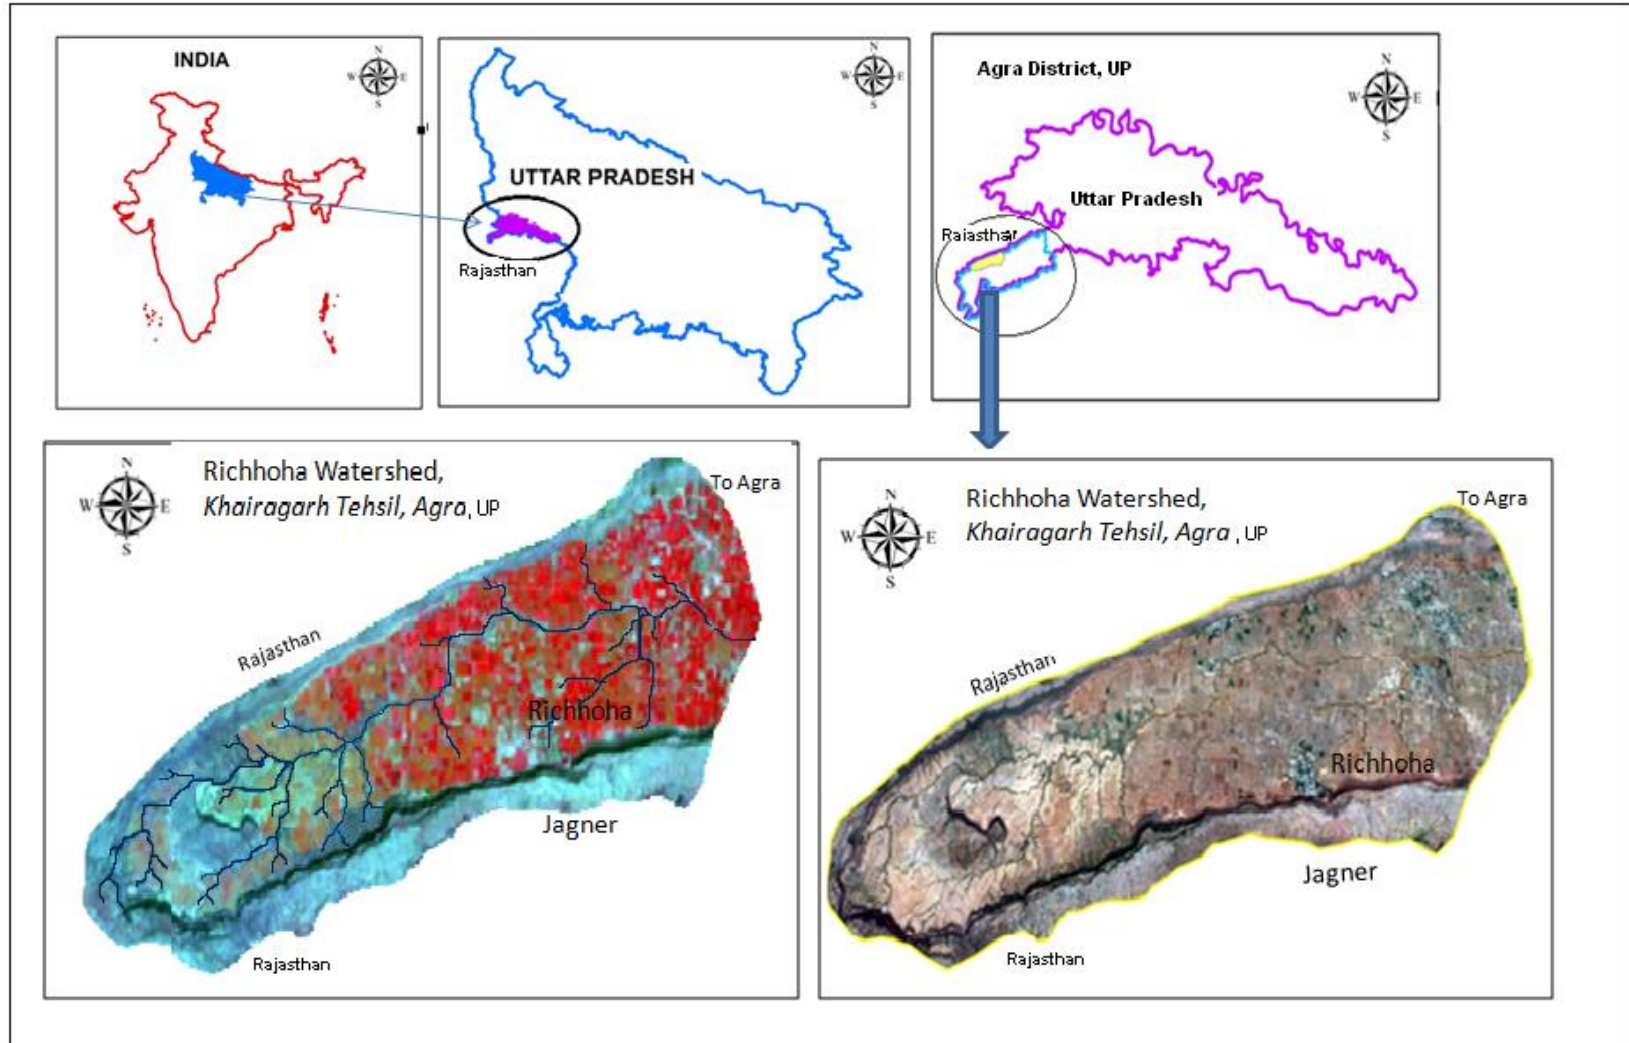 INDIA
N
W E
S
UTTAR PRADESH
Rajasthan
N
W E
S
Agra District, UP
N
W E
S
Uttar Pradesh
Rajasthar
Richhoha Watershed,
Khairagarh Tehsil, Agra, UP
N
W E
S
To Agra
Rajasthan
Richhoha
Jagner
Rajasthan
Richhoha Watershed,
Khairagarh Tehsil, Agra , UP
N
W E
S
To Agra
Rajasthan
Richhoha
Jagner
Rajasthan